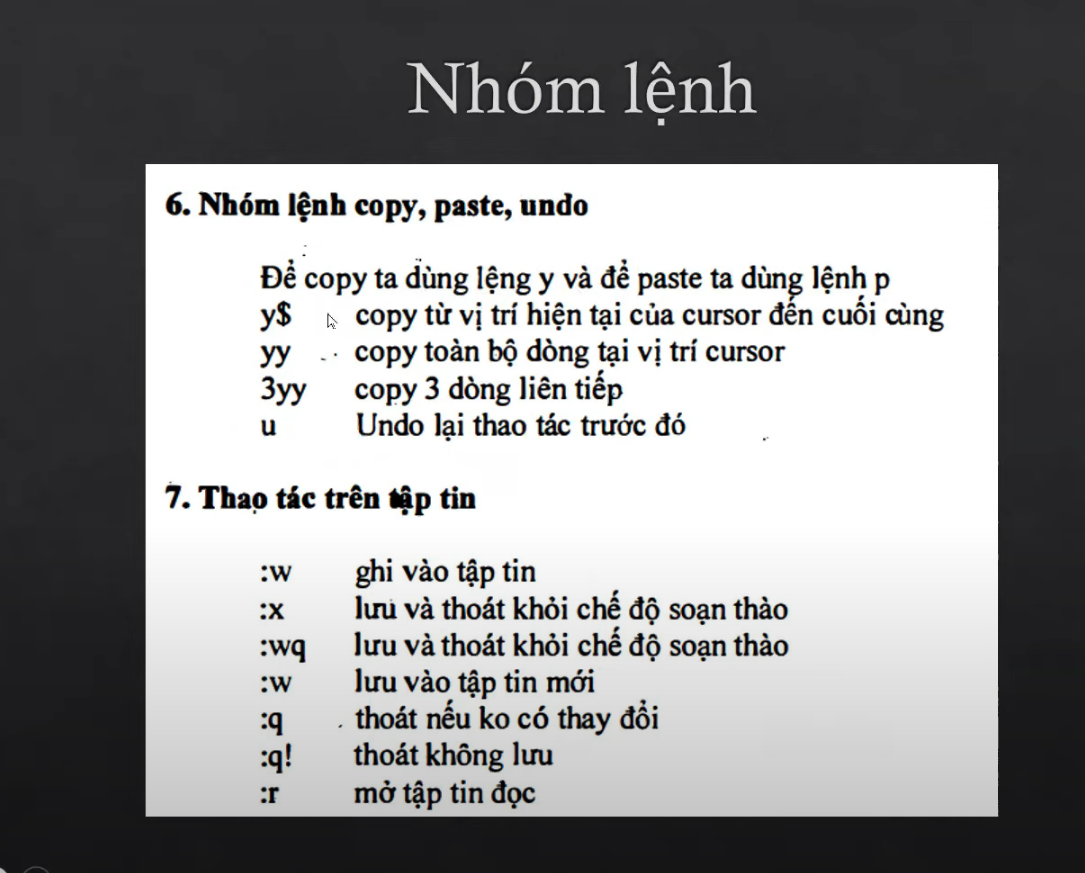 Nhóm lệnh
6. Nhóm lệnh copy, paste, undo
Để copy ta dùng lệng y và để paste ta dùng lệnh p
y$ copy từ vị trí hiện tại của cursor đến cuối cùng
yy copy toàn bộ dòng tại vị trí cursor
3yy copy 3 dòng liên tiếp
u Undo lại thao tác trước đó
7. Thao tác trên tập tin
:w ghi vào tập tin
:x lưu và thoát khỏi chế độ soạn thảo
:wq lưu và thoát khỏi chế độ soạn thảo
:w lưu vào tập tin mới
:q thoát nếu ko có thay đổi
:q! thoát không lưu
:r mở tập tin đọc